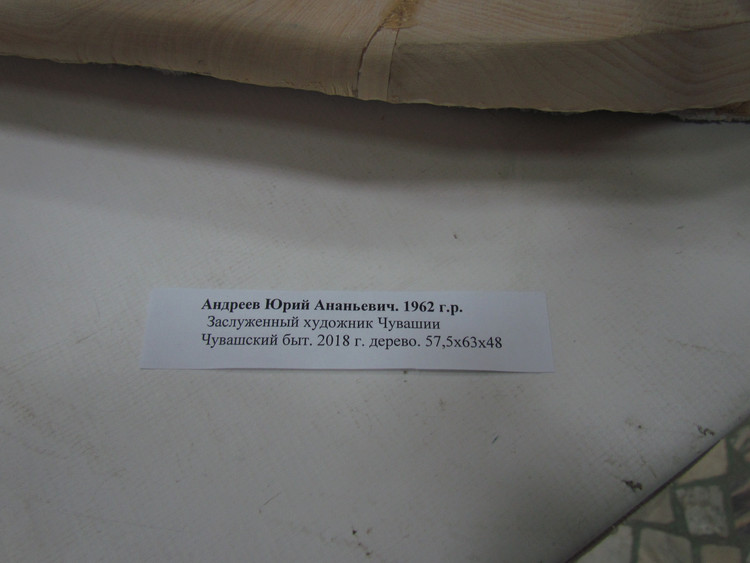 Андреев Юрий Ананьевич. 1962 г.р.
Заслуженный художник Чувашии
Чувашский быт. 2018 г. дерево. 57,5х63х48